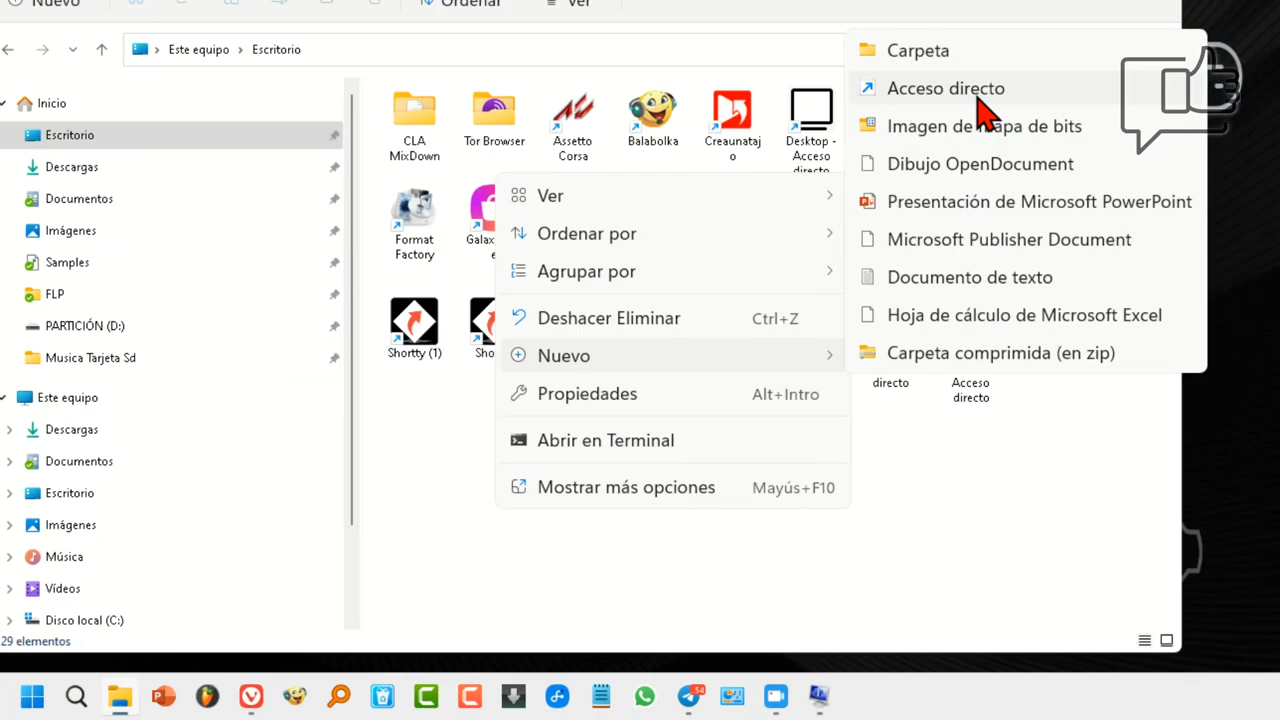 Nuevo
Ordenar
Ver
Este equipo
Escritorio
Inicio
Escritorio
Descargas
Documentos
Imágenes
Samples
FLP
PARTICIÓN (D:)
Musica Tarjeta Sd
Este equipo
Descargas
Documentos
Escritorio
Imágenes
Música
Vídeos
Disco local (C:)
29 elementos
CLA
MixDown
Tor Browser
Assetto
Corsa
Balabolka
Creaunataj
o
Desktop -
Acceso
directo
Format
Factory
Shortty (1)
directo
Acceso
directo
Ver
Ordenar por
Agrupar por
Deshacer Eliminar Ctrl+Z
Nuevo
Propiedades Alt+Intro
Abrir en Terminal
Mostrar más opciones Mayús+F10
Carpeta
Acceso directo
Imagen de mapa de bits
Dibujo OpenDocument
Presentación de Microsoft PowerPoint
Microsoft Publisher Document
Documento de texto
Hoja de cálculo de Microsoft Excel
Carpeta comprimida (en zip)
54